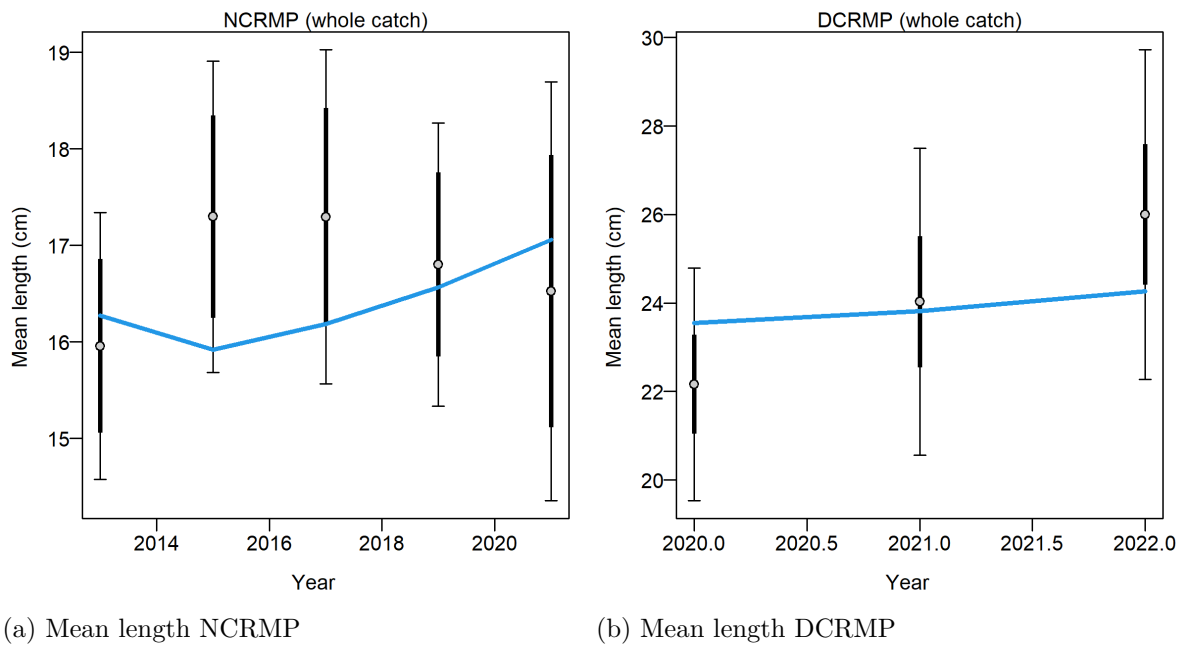 NCRMP (whole catch)
19
18
17
16
15
Mean length (cm)
2014 2016 2018 2020
Year
(a) Mean length NCRMP
DCRMP (whole catch)
30
28
26
24
22
20
Mean length (cm)
2020.0 2020.5 2021.0 2021.5 2022.0
Year
(b) Mean length DCRMP